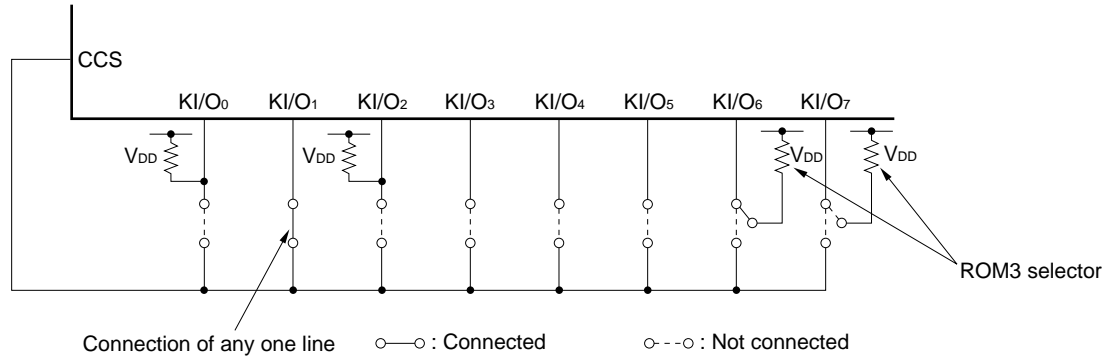 CCS
KI/O0 KI/O1 KI/O2 KI/O3 KI/O4 KI/O5 KI/O6 KI/O7
VDD VDD VDD VDD
ROM3 selector
Connection of any one line : Connected : Not connected